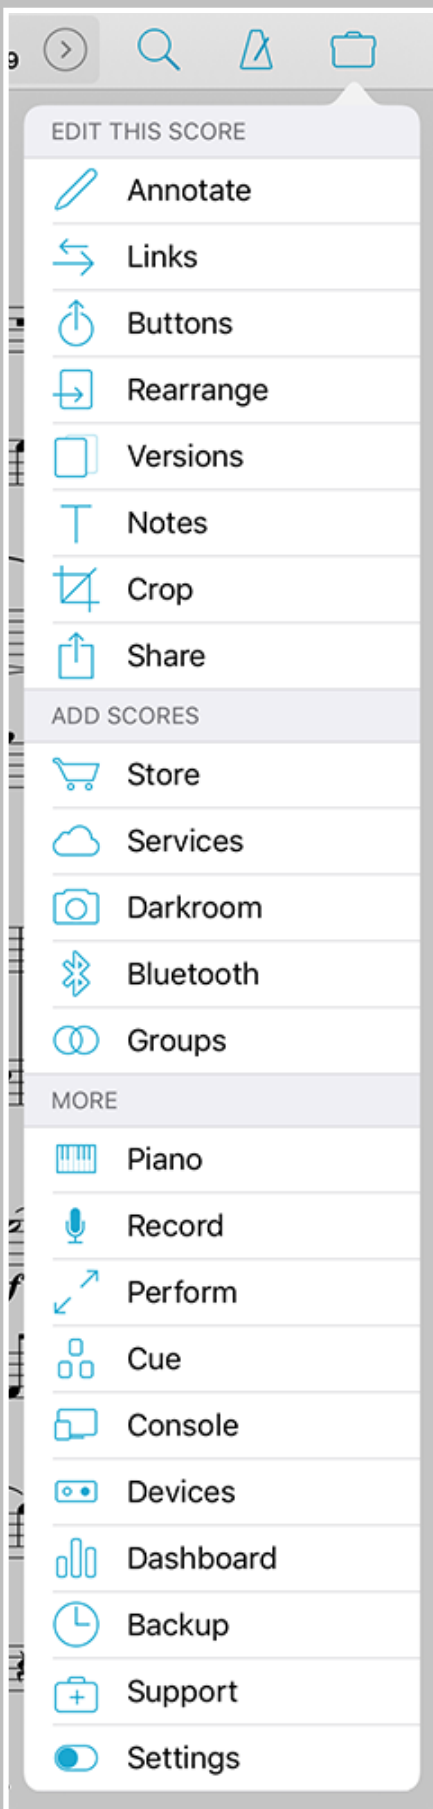 9
EDIT THIS SCORE
Annotate
Links
Buttons
Rearrange
Versions
Notes
Crop
Share
ADD SCORES
Store
Services
Darkroom
Bluetooth
Groups
MORE
Piano
Record
Perform
Cue
Console
Devices
Dashboard
Backup
Support
Settings